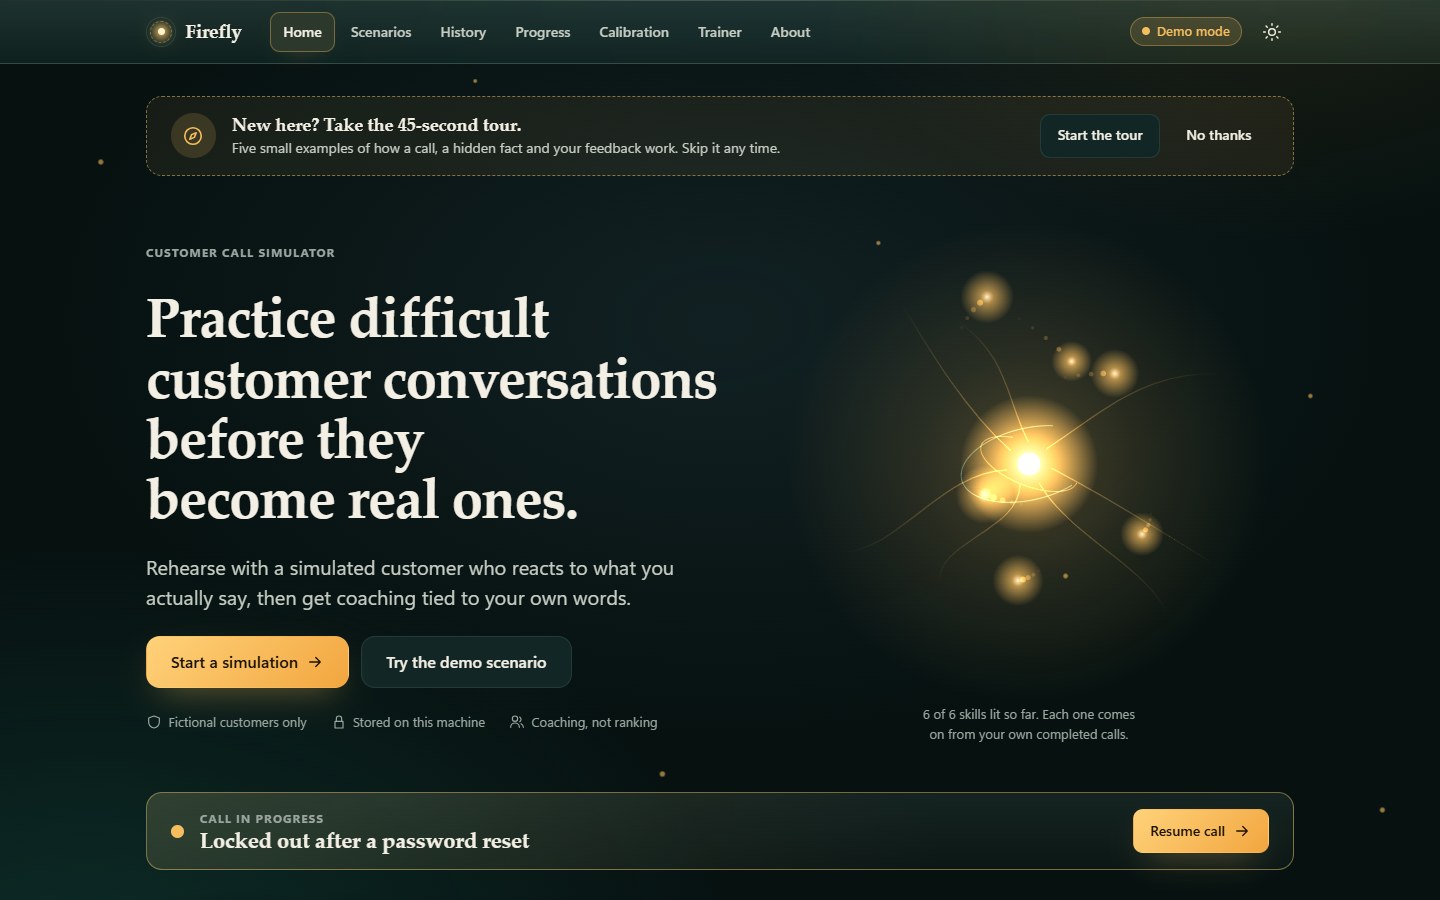 Firefly
Home
Scenarios
History
Progress
Calibration
Trainer
About
Demo mode
New here? Take the 45-second tour.
Five small examples of how a call, a hidden fact and your feedback work. Skip it any time.
Start the tour
No thanks
CUSTOMER CALL SIMULATOR
Practice difficult
customer conversations
before they
become real ones.
Rehearse with a simulated customer who reacts to what you
actually say, then get coaching tied to your own words.
Start a simulation
Try the demo scenario
Fictional customers only
Stored on this machine
Coaching, not ranking
6 of 6 skills lit so far. Each one comes
on from your own completed calls.
CALL IN PROGRESS
Locked out after a password reset
Resume call